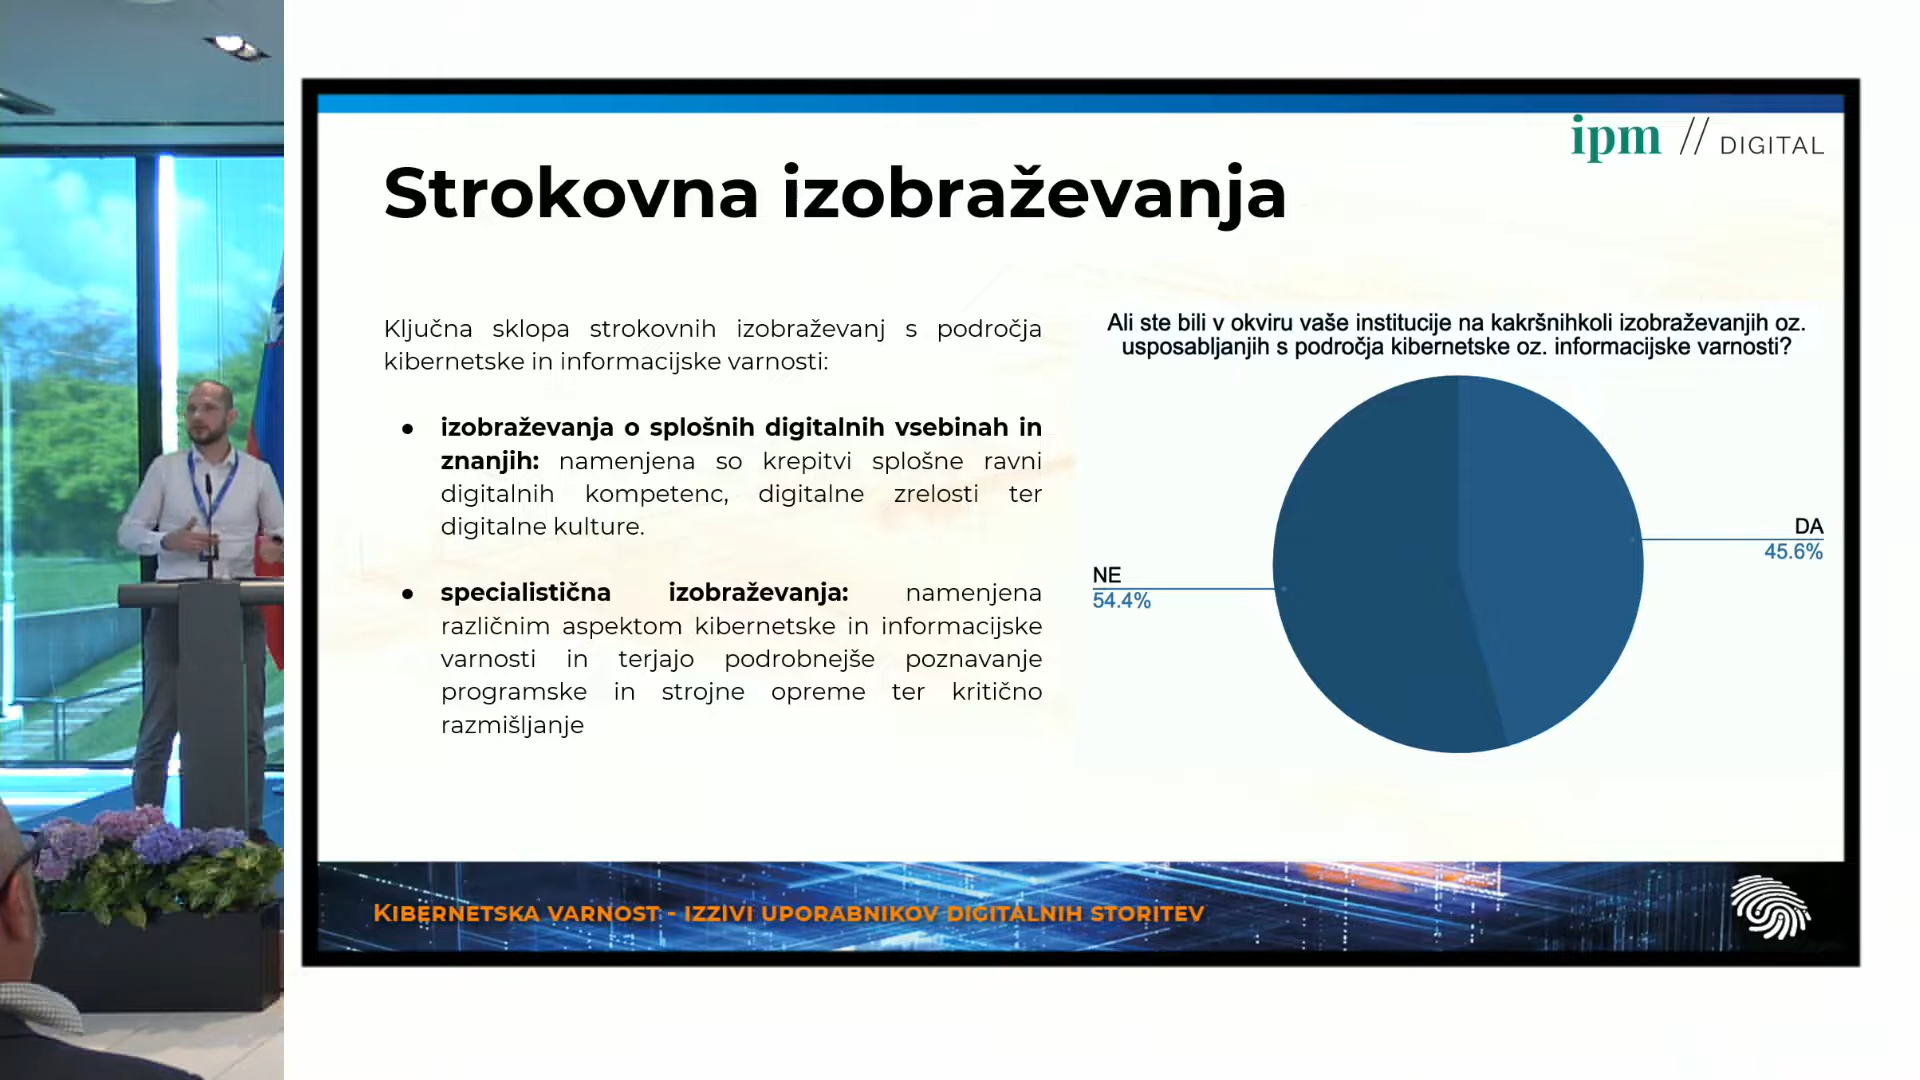 ipm // DIGITAL
Strokovna izobraževanja
Ključna sklopa strokovnih izobraževanj s področja
kibernetske in informacijske varnosti:
● izobraževanja o splošnih digitalnih vsebinah in
znanjih: namenjena so krepitvi splošne ravni
digitalnih kompetenc, digitalne zrelosti ter
digitalne kulture.
● specialistična izobraževanja: namenjena
različnim aspektom kibernetske in informacijske
varnosti in terjajo podrobnejše poznavanje
programske in strojne opreme ter kritično
razmišljanje
Ali ste bili v okviru vaše institucije na kakršnihkoli izobraževanjih oz.
usposabljanjih s področja kibernetske oz. informacijske varnosti?
DA
45.6%
NE
54.4%
KIBERNETSKA VARNOST - IZZIVI UPORABNIKOV DIGITALNIH STORITEV